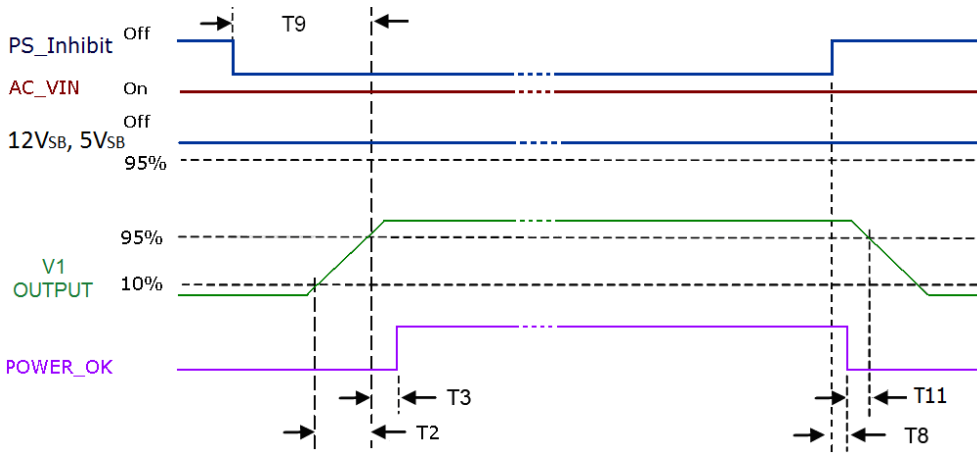 T9
Off
PS_Inhibit
AC_VIN On
Off
12VSB, 5VSB
95%
95%
V1
OUTPUT
10%
POWER_OK
T3
T11
T2
T8